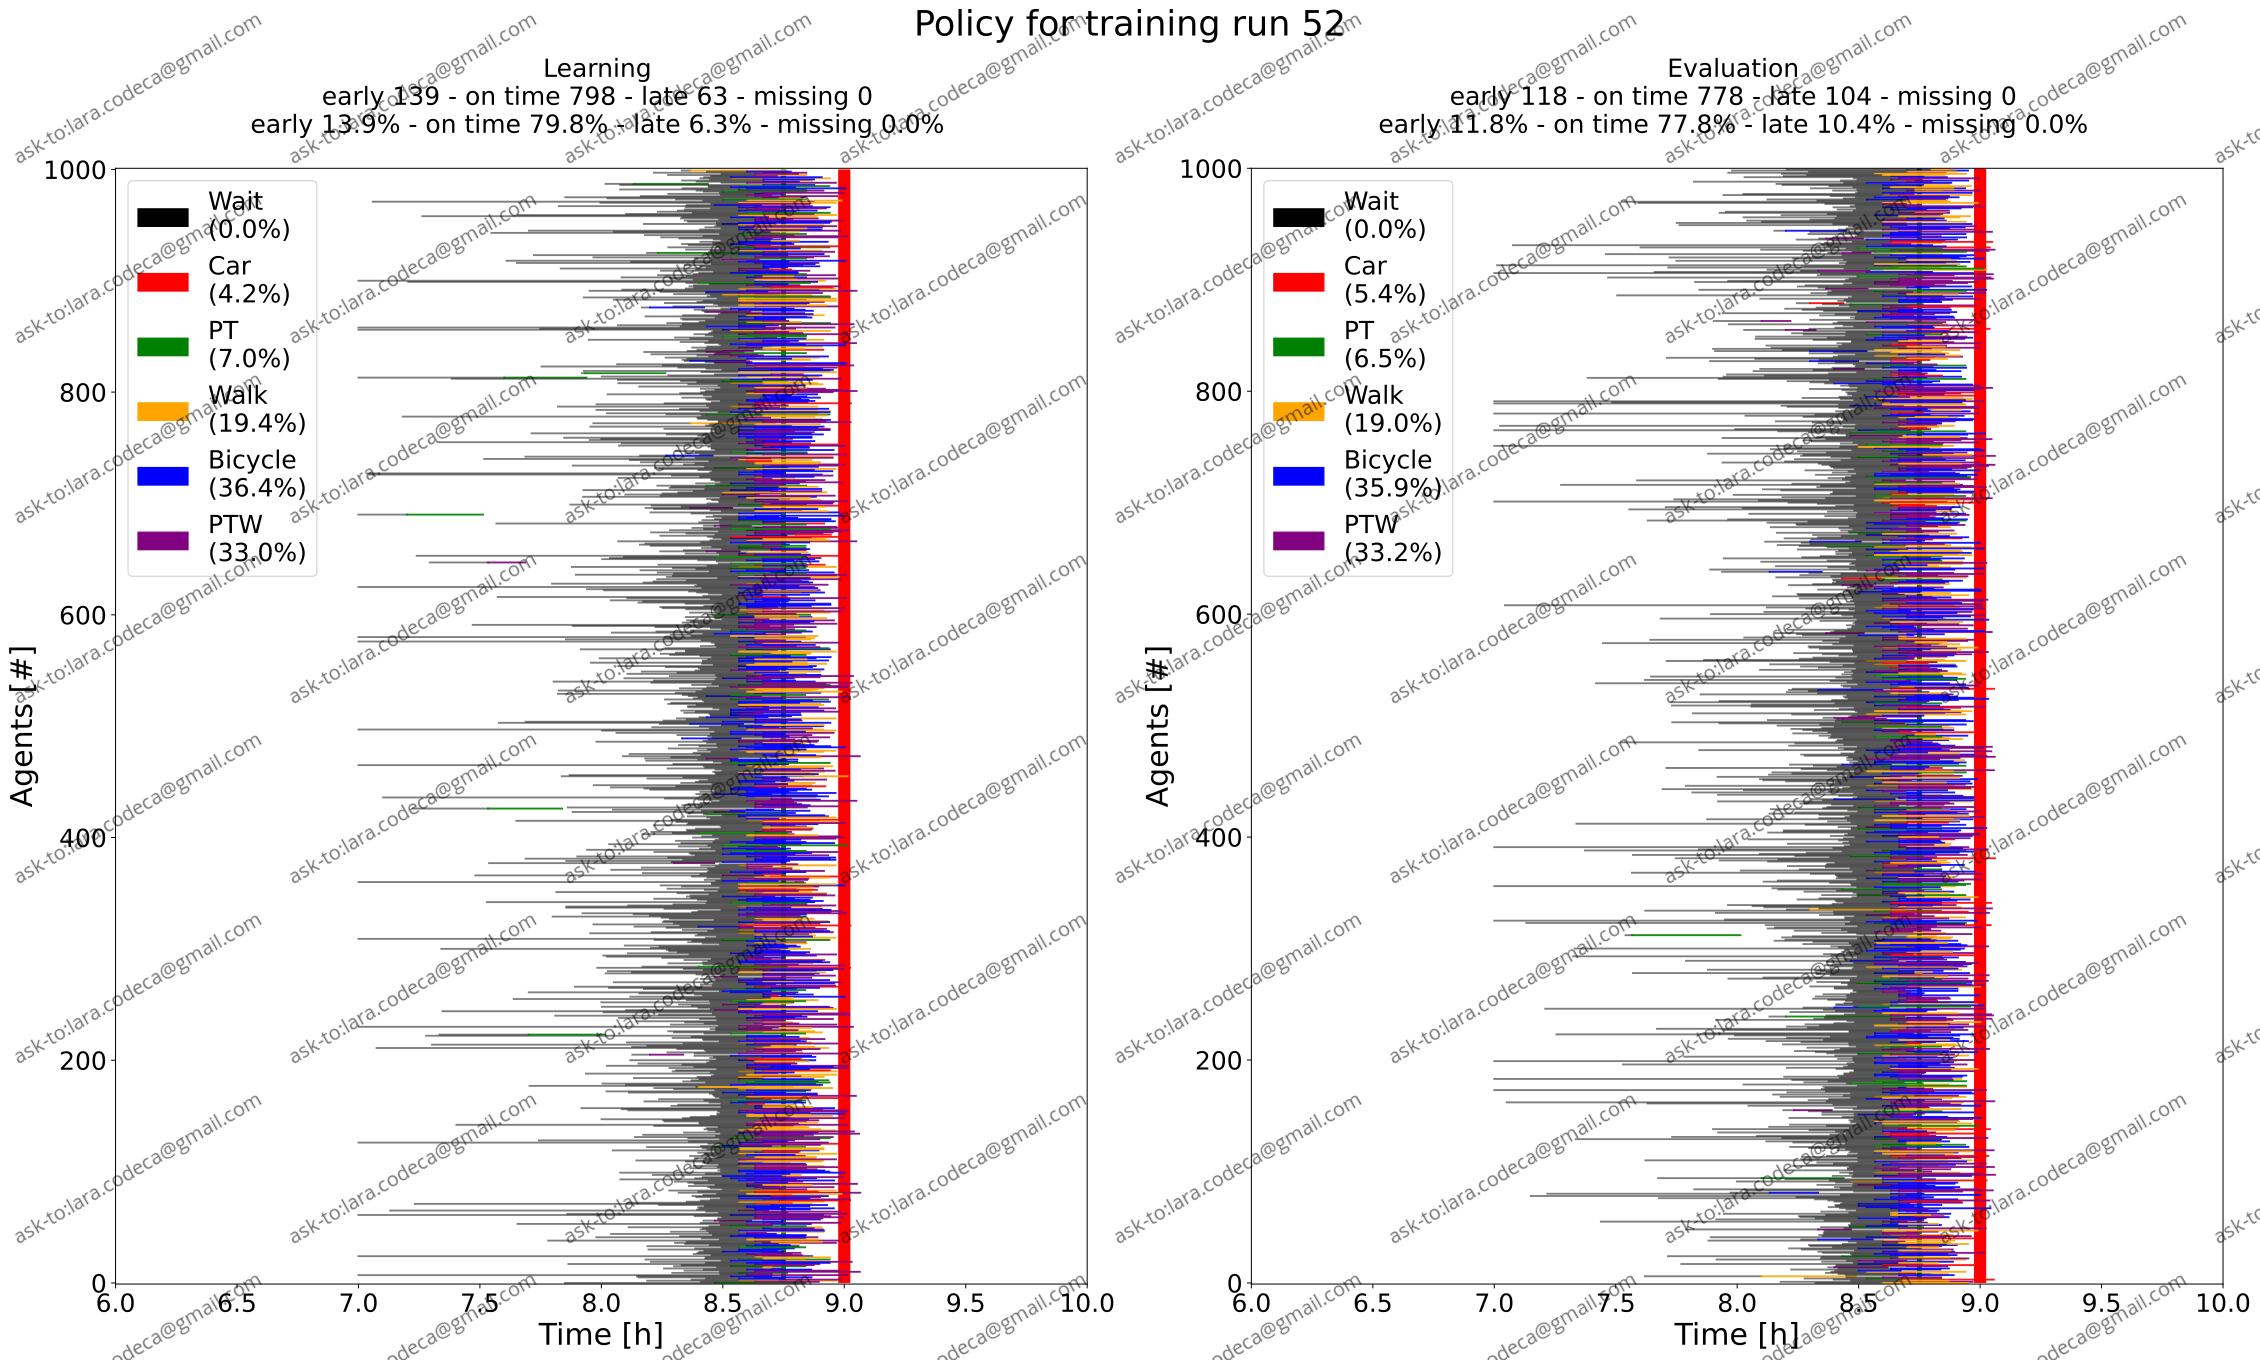 Policy for training run 52
Learning
early 139 - on time 798 - late 63 - missing 0
early 13.9% - on time 79.8% - late 6.3% - missing 0.0%
Evaluation
early 118 - on time 778 - late 104 - missing 0
early 11.8% - on time 77.8% - late 10.4% - missing 0.0%
Agents [#]
1000
800
600
400
200
0
Wait
(0.0%)
Car
(4.2%)
PT
(7.0%)
Walk
(19.4%)
Bicycle
(36.4%)
PTW
(33.0%)
6.0 6.5 7.0 7.5 8.0 8.5 9.0 9.5 10.0
Time [h]
Agents [#]
1000
800
600
400
200
0
Wait
(0.0%)
Car
(5.4%)
PT
(6.5%)
Walk
(19.0%)
Bicycle
(35.9%)
PTW
(33.2%)
6.0 6.5 7.0 7.5 8.0 8.5 9.0 9.5 10.0
Time [h]
ask-to:lara.codeca@gmail.com